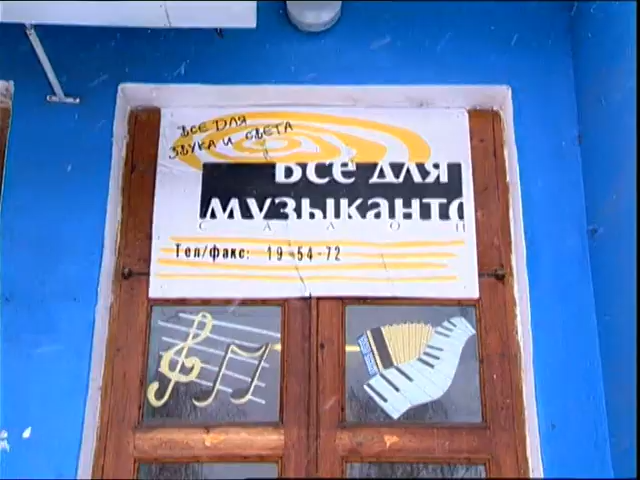 ВСЕ ДЛЯ
ЗВУКА И СВЕТА
Все для
музыканто
САЛОН
Тел/факс: 19-54-72